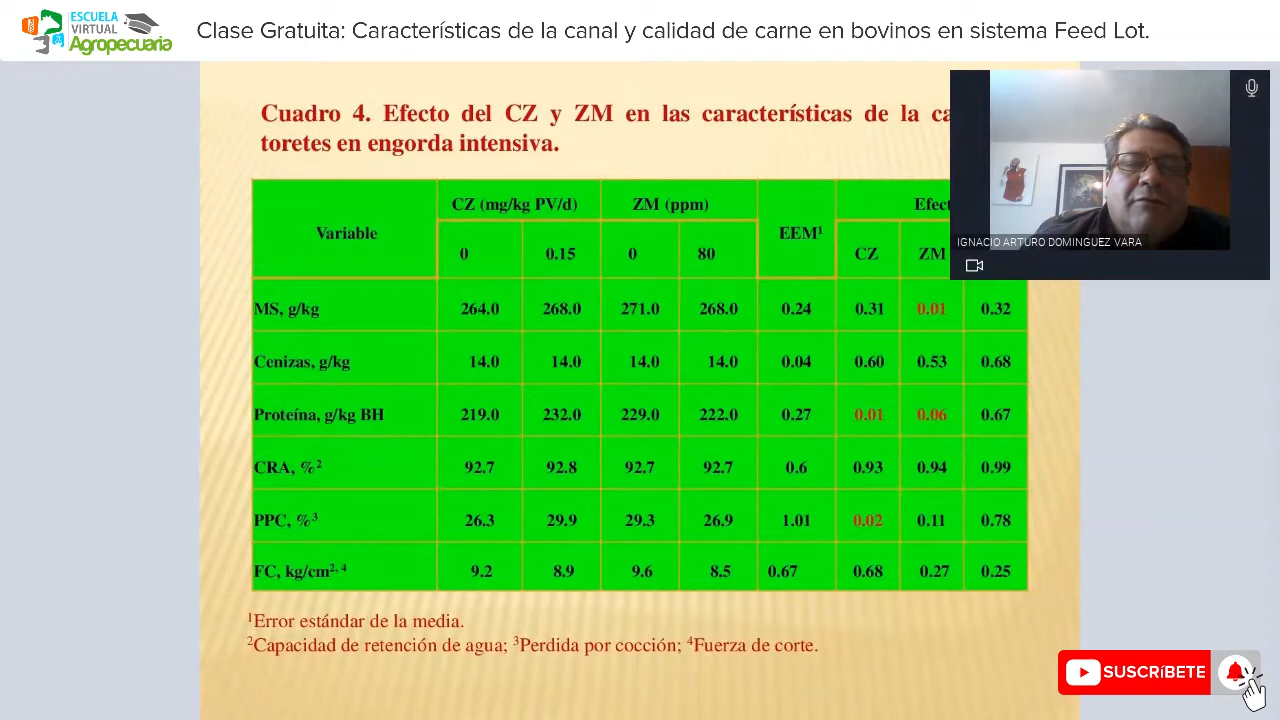 ESCUELA
VIRTUAL
Agropecuaria
Clase Gratuita: Características de la canal y calidad de carne en bovinos en sistema Feed Lot.
Cuadro 4. Efecto del CZ y ZM en las características de la
toretes en engorda intensiva.
Variable CZ (mg/kg PV/d) ZM (ppm) EEM¹
0 0.15 0 80 CZ ZM
MS, g/kg 264.0 268.0 271.0 268.0 0.24 0.31 0.01 0.32
Cenizas, g/kg 14.0 14.0 14.0 14.0 0.04 0.60 0.53 0.68
Proteína, g/kg BH 219.0 232.0 229.0 222.0 0.27 0.01 0.06 0.67
CRA, %² 92.7 92.8 92.7 92.7 0.6 0.93 0.94 0.99
PPC, %³ 26.3 29.9 29.3 26.9 1.01 0.02 0.11 0.78
FC, kg/cm²˒ ⁴ 9.2 8.9 9.6 8.5 0.67 0.68 0.27 0.25
¹Error estándar de la media.
²Capacidad de retención de agua; ³Perdida por cocción; ⁴Fuerza de corte.
IGNACIO ARTURO DOMINGUEZ VARA
SUSCRíBETE